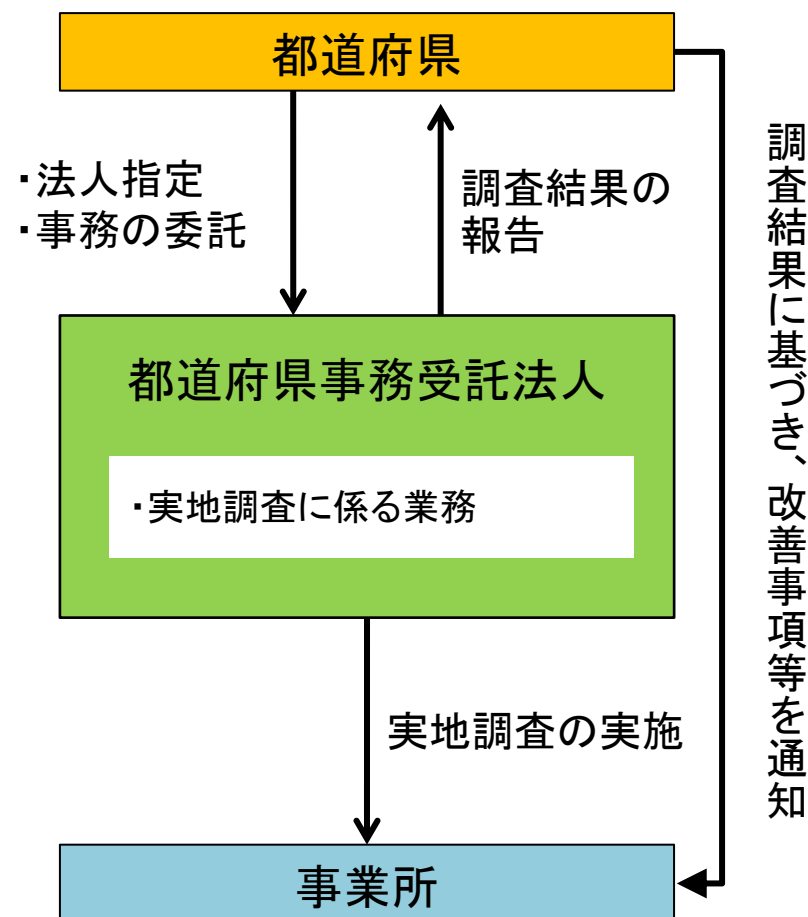 都道府県
・法人指定
・事務の委託
調査結果の
報告
都道府県事務受託法人
・実地調査に係る業務
実地調査の実施
事業所
調査結果に基づき、改善事項等を通知